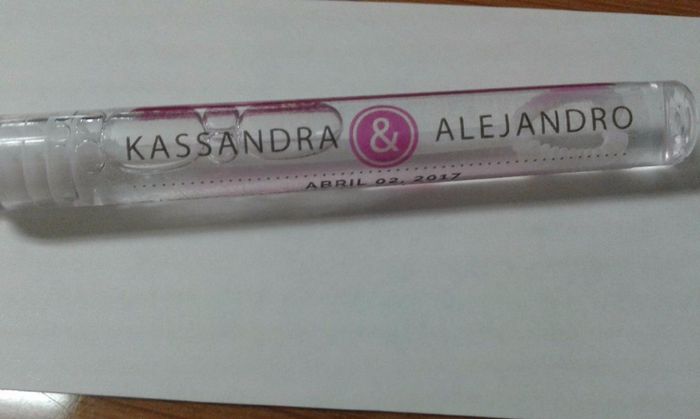 KASSANDRA & ALEJANDRO
ABRIL 02, 2017